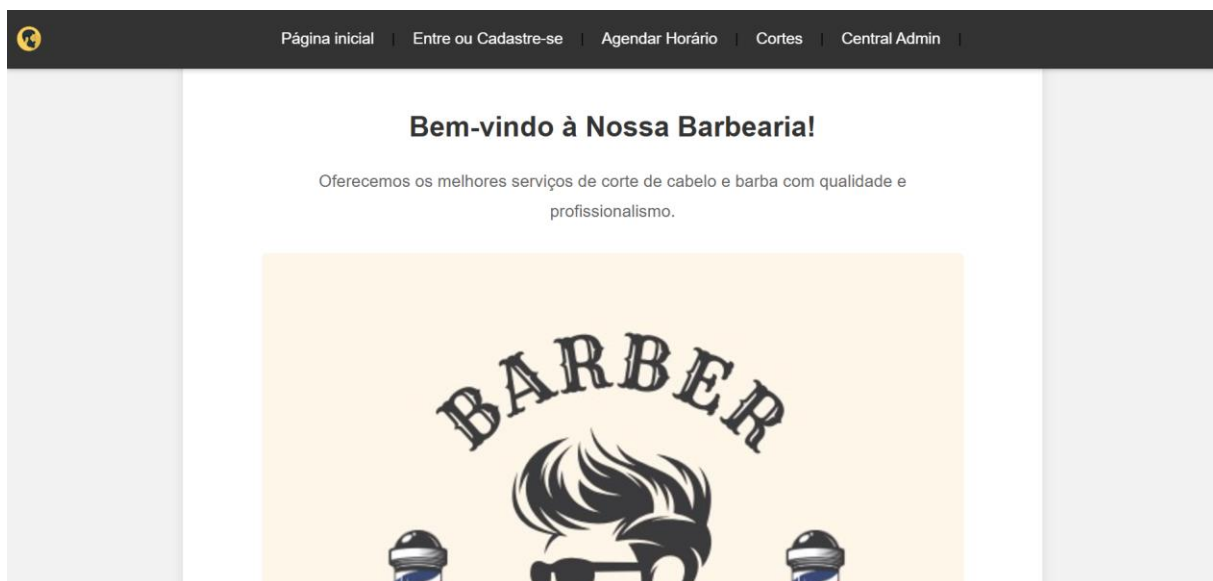 Página inicial | Entre ou Cadastre-se | Agendar Horário | Cortes | Central Admin |
Bem-vindo à Nossa Barbearia!
Oferecemos os melhores serviços de corte de cabelo e barba com qualidade e
profissionalismo.
BARBER